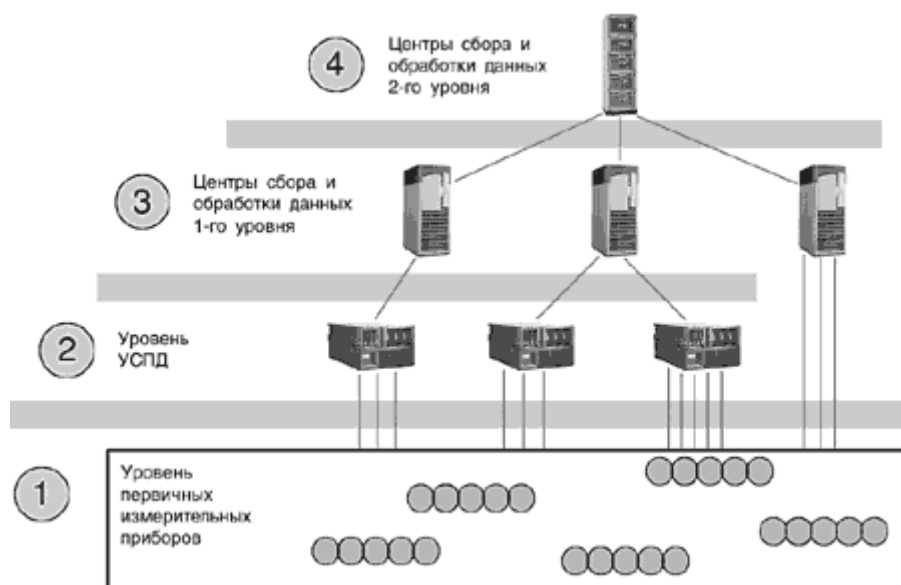 4
Центры сбора и
обработки данных
2-го уровня
3
Центры сбора и
обработки данных
1-го уровня
2
Уровень
УСПД
1
Уровень
первичных
измерительных
приборов